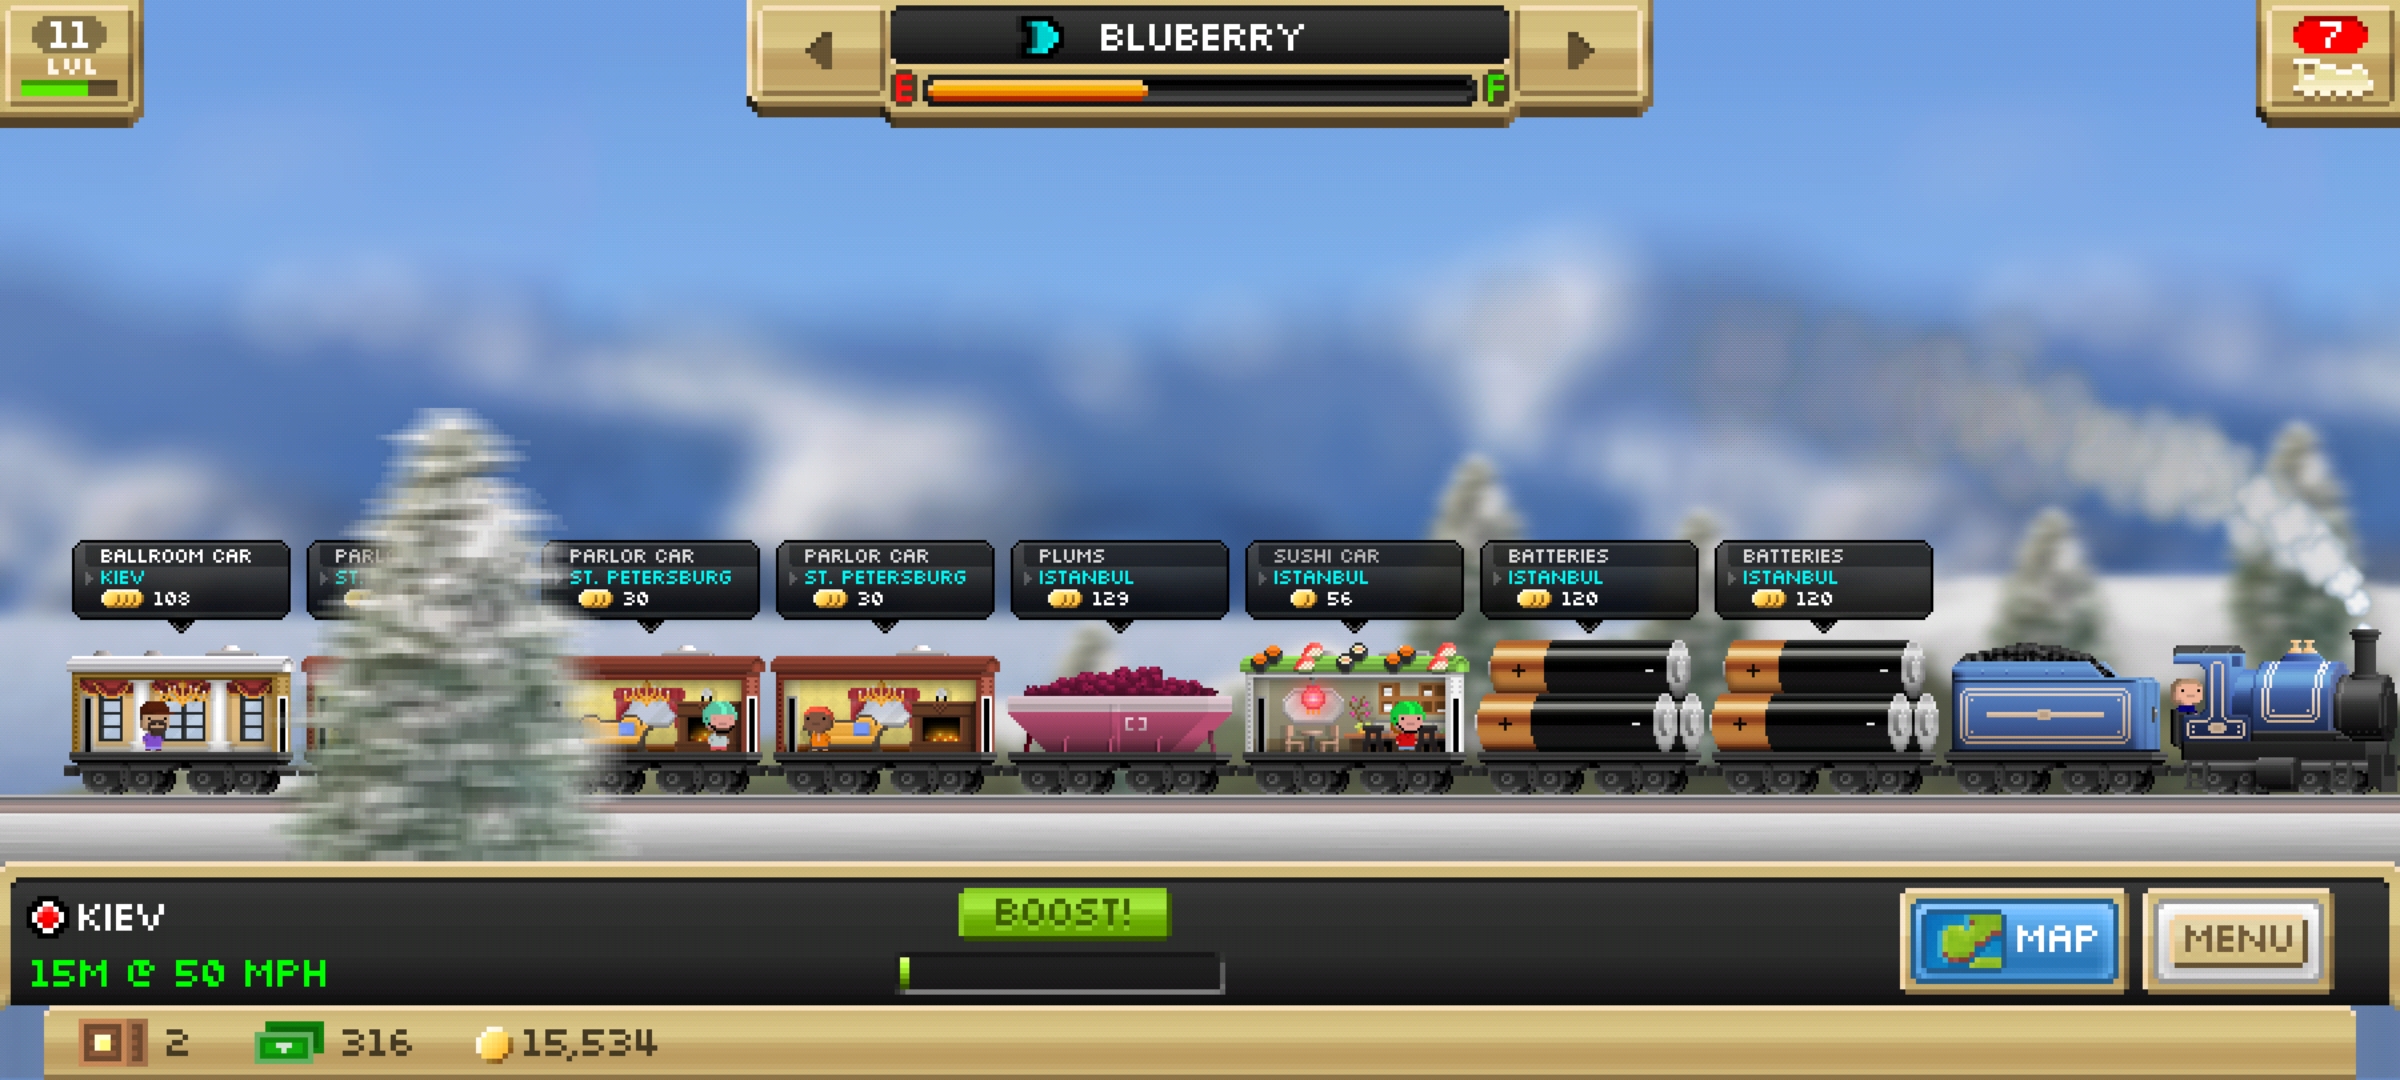 11
LVL
BLUBERRY
E F
7
BALLROOM CAR
KIEV
108
PARL
ST.
PARLOR CAR
ST. PETERSBURG
30
PARLOR CAR
ST. PETERSBURG
30
PLUMS
ISTANBUL
129
SUSHI CAR
ISTANBUL
56
BATTERIES
ISTANBUL
120
BATTERIES
ISTANBUL
120
+ -
+ -
+ -
+ -
KIEV
15M @ 50 MPH
BOOST!
MAP
MENU
2
316
15,534